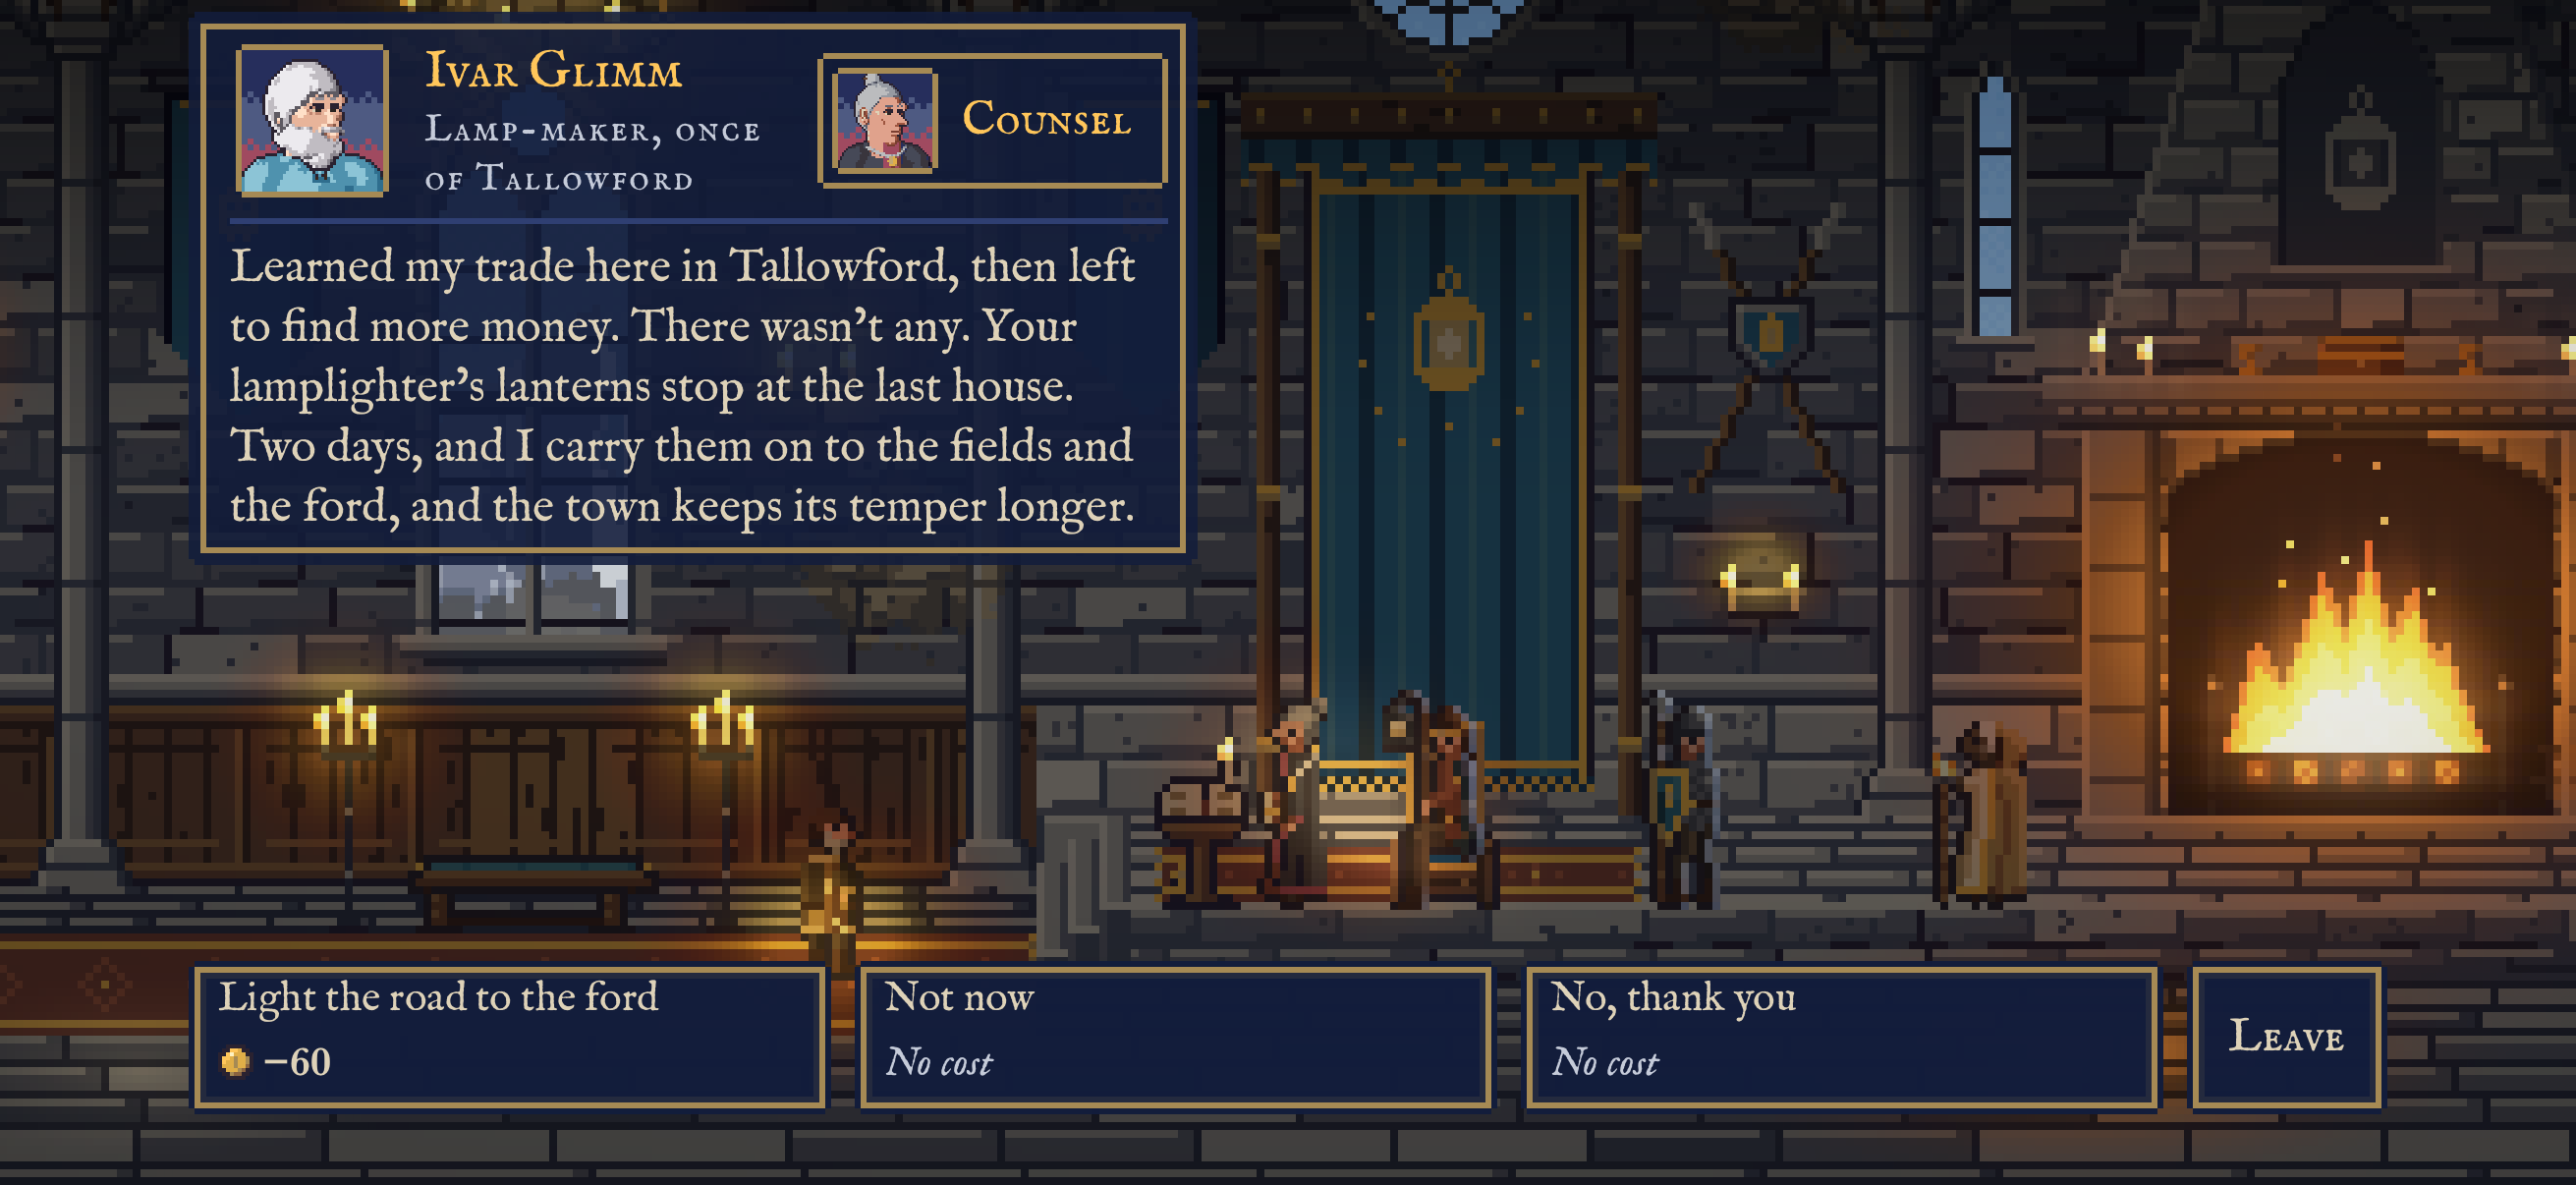 Ivar Glimm
Lamp-maker, once
of Tallowford
Counsel
Learned my trade here in Tallowford, then left
to find more money. There wasn't any. Your
lamplighter's lanterns stop at the last house.
Two days, and I carry them on to the fields and
the ford, and the town keeps its temper longer.
Light the road to the ford
−60
Not now
No cost
No, thank you
No cost
Leave